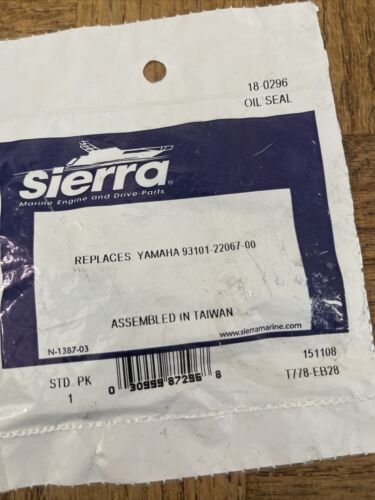 18-0296
OIL SEAL
Sierra®
Marine Engine and Drive Parts
REPLACES YAMAHA 93101-22067-00
ASSEMBLED IN TAIWAN
www.sierramarine.com
N-1387-03
STD. PK
1
0 30999 87296 8
151108
T778-EB28